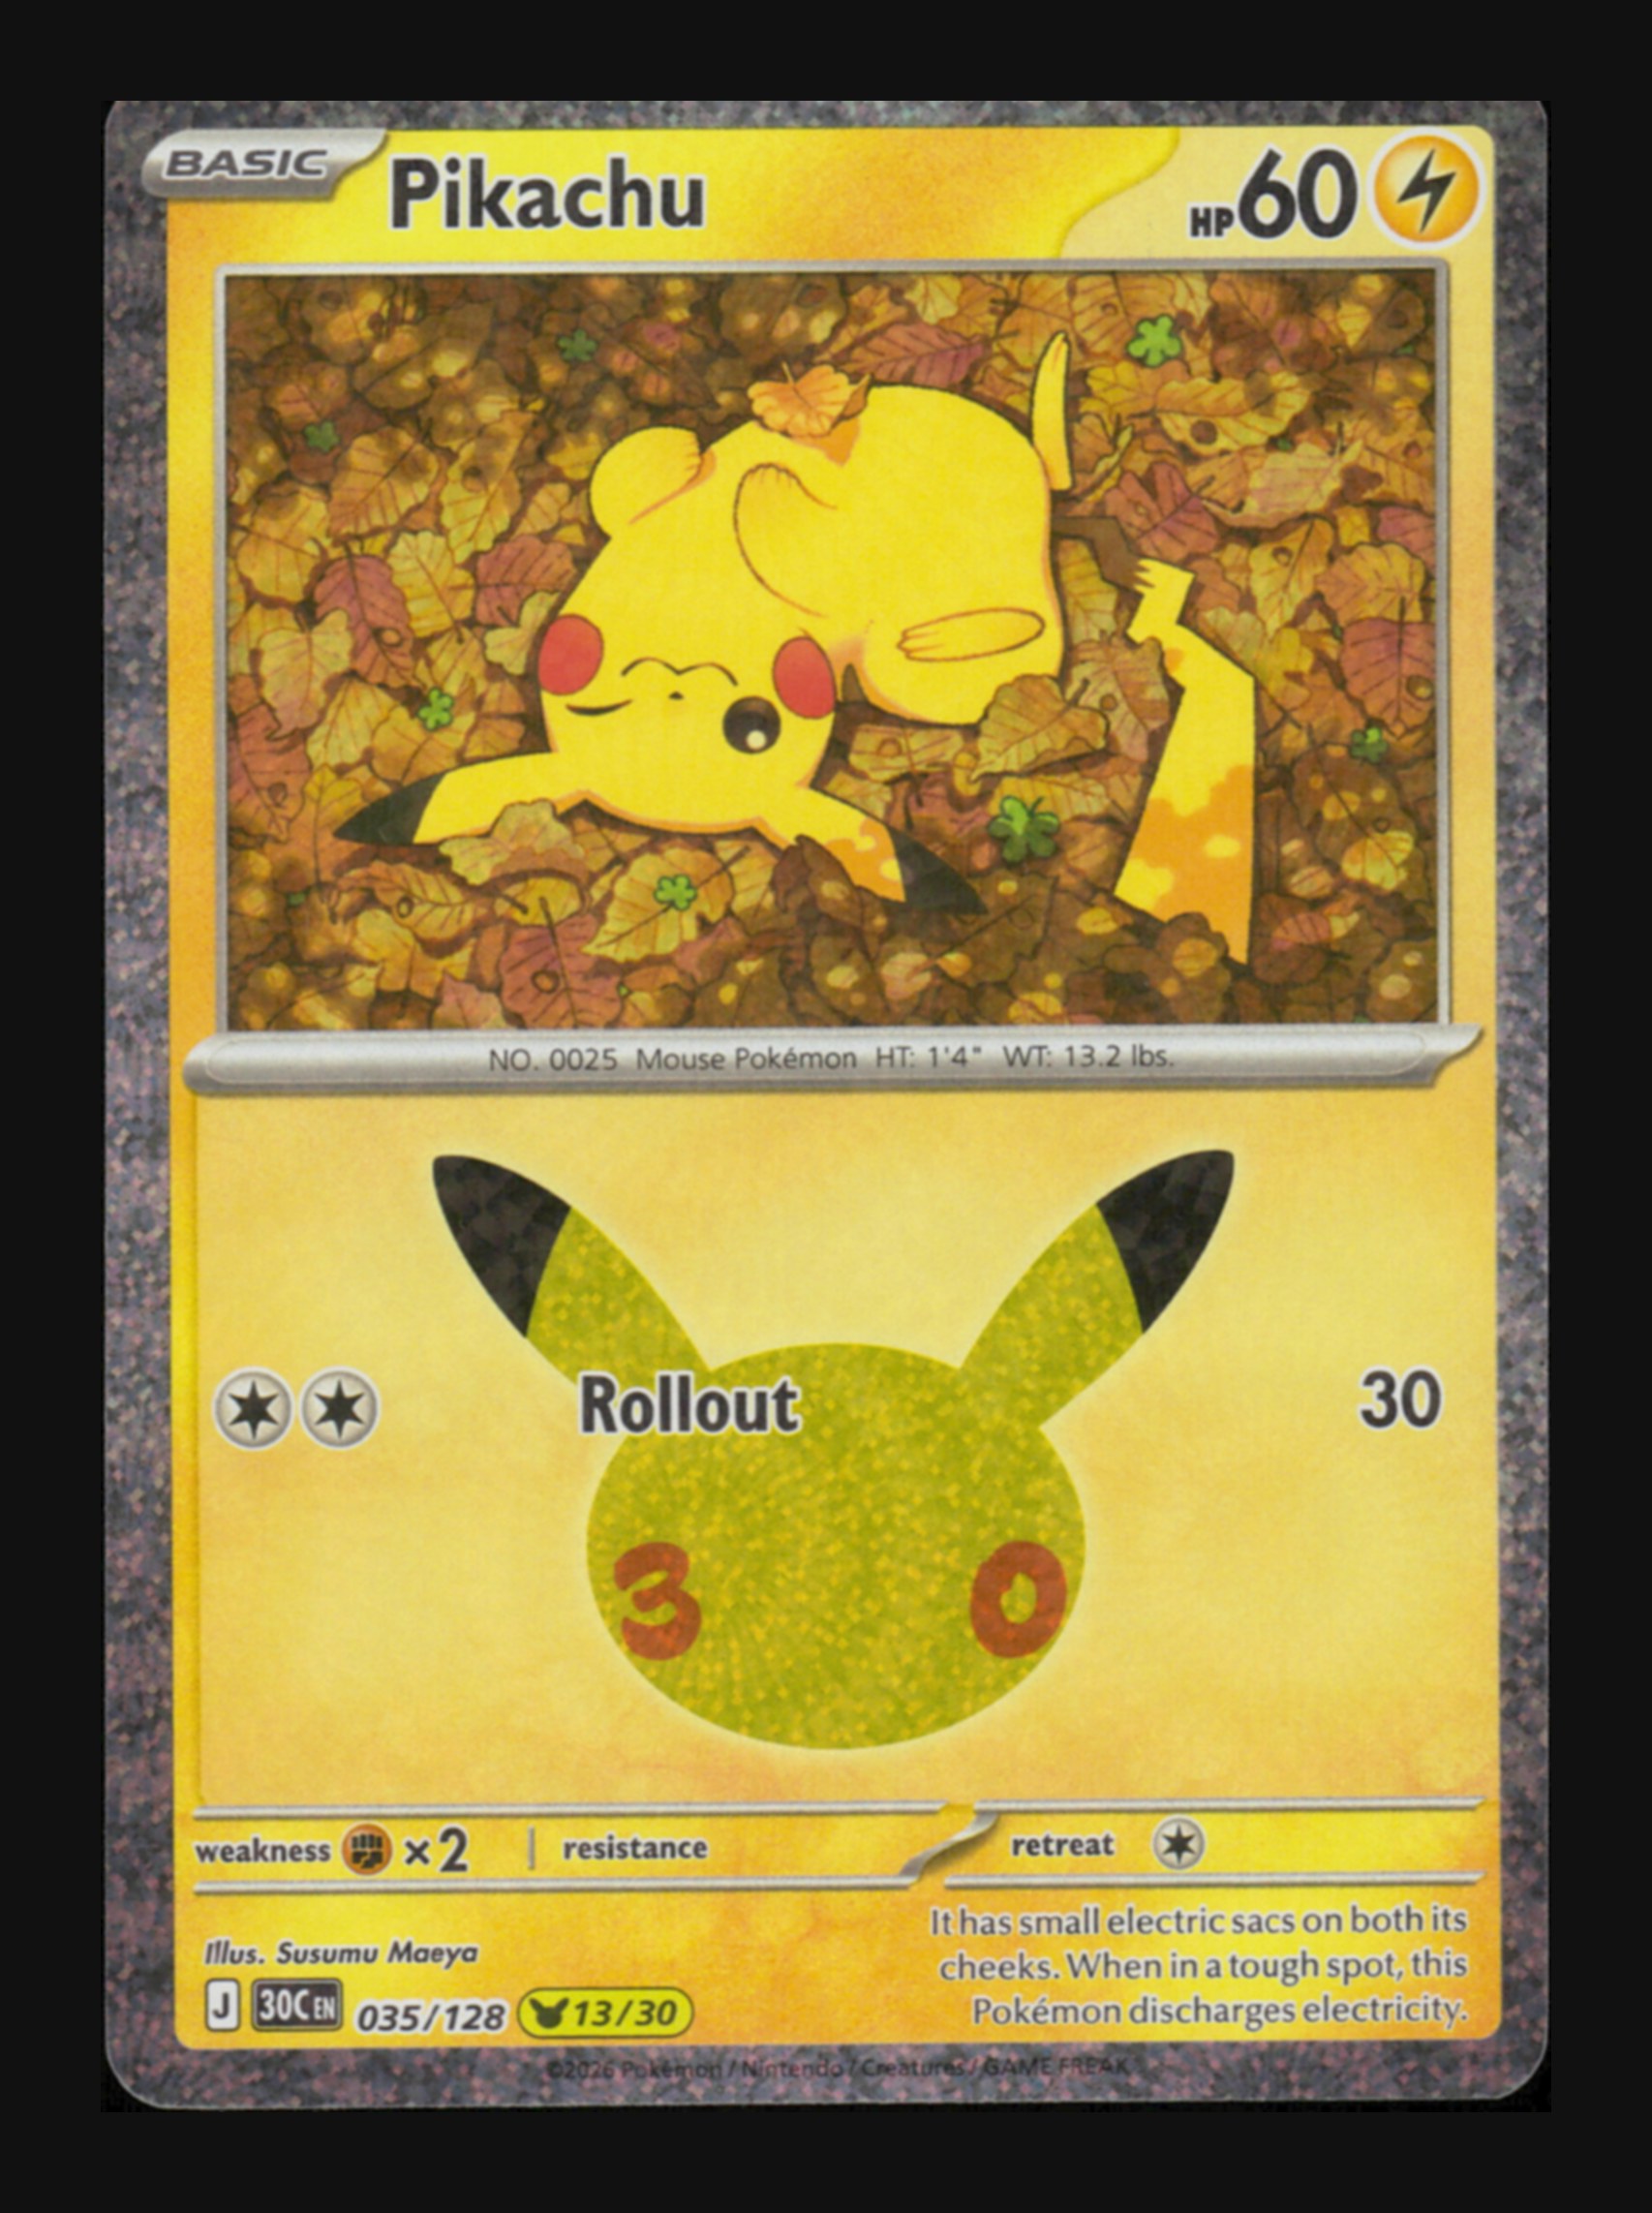 BASIC
Pikachu
HP60
NO. 0025 Mouse Pokémon HT: 1'4" WT: 13.2 lbs.
Rollout 30
3 0
weakness ×2 | resistance
retreat
Illus. Susumu Maeya
It has small electric sacs on both its
cheeks. When in a tough spot, this
Pokémon discharges electricity.
J 30C EN 035/128 13/30
©2026 Pokémon / Nintendo / Creatures / GAME FREAK